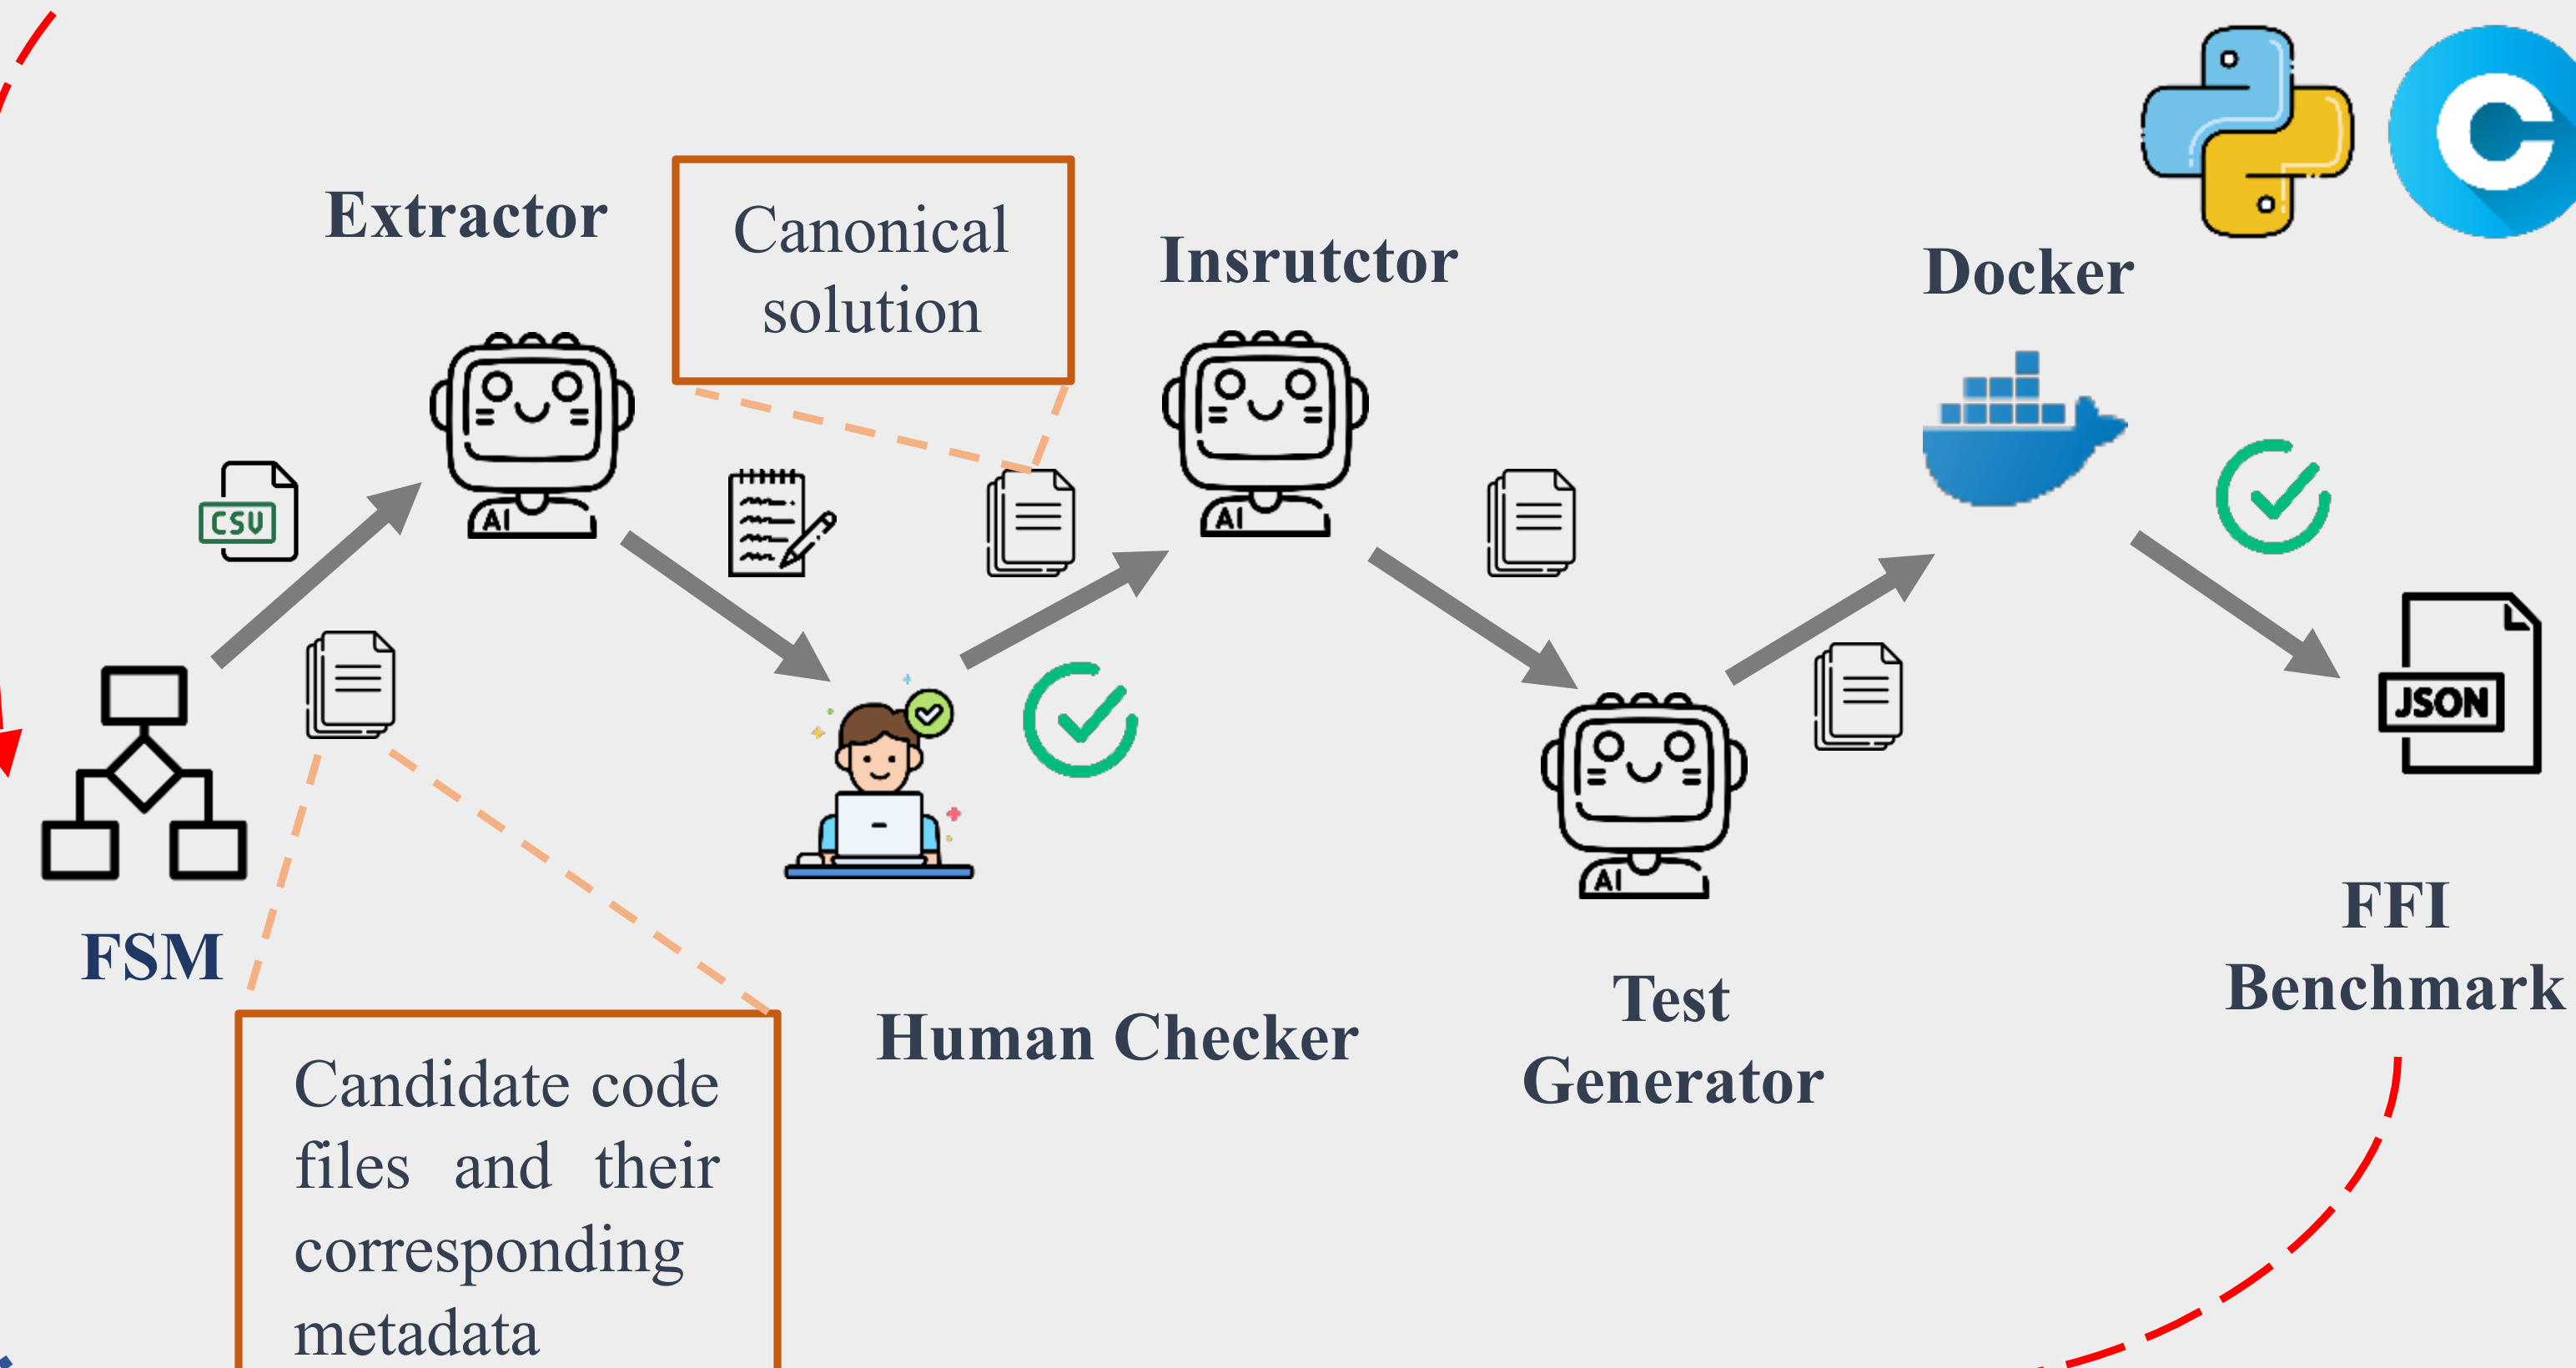 Extractor
Canonical
solution
Insrutctor
Docker
C
CSV
AI
AI
FSM
Human Checker
AI
Test
Generator
JSON
FFI
Benchmark
Candidate code
files and their
corresponding
metadata